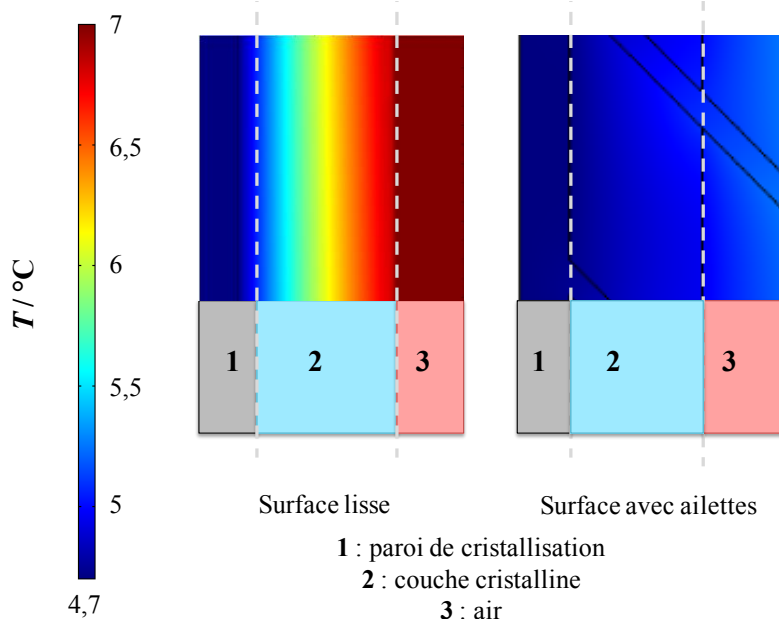 7
6,5
6
5,5
5
4,7
T / °C
1 2 3
1 2 3
Surface lisse
Surface avec ailettes
1 : paroi de cristallisation
2 : couche cristalline
3 : air